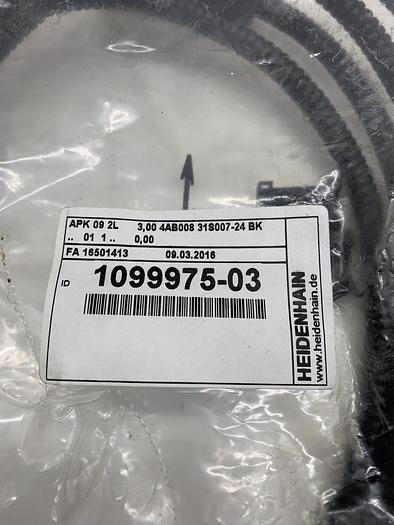 APK 09 2L 3,00 4AB008 31S007-24 BK
.. 01 1 .. 0,00
FA 16501413 09.03.2016
ID 1099975-03
HEIDENHAIN
www.heidenhain.de